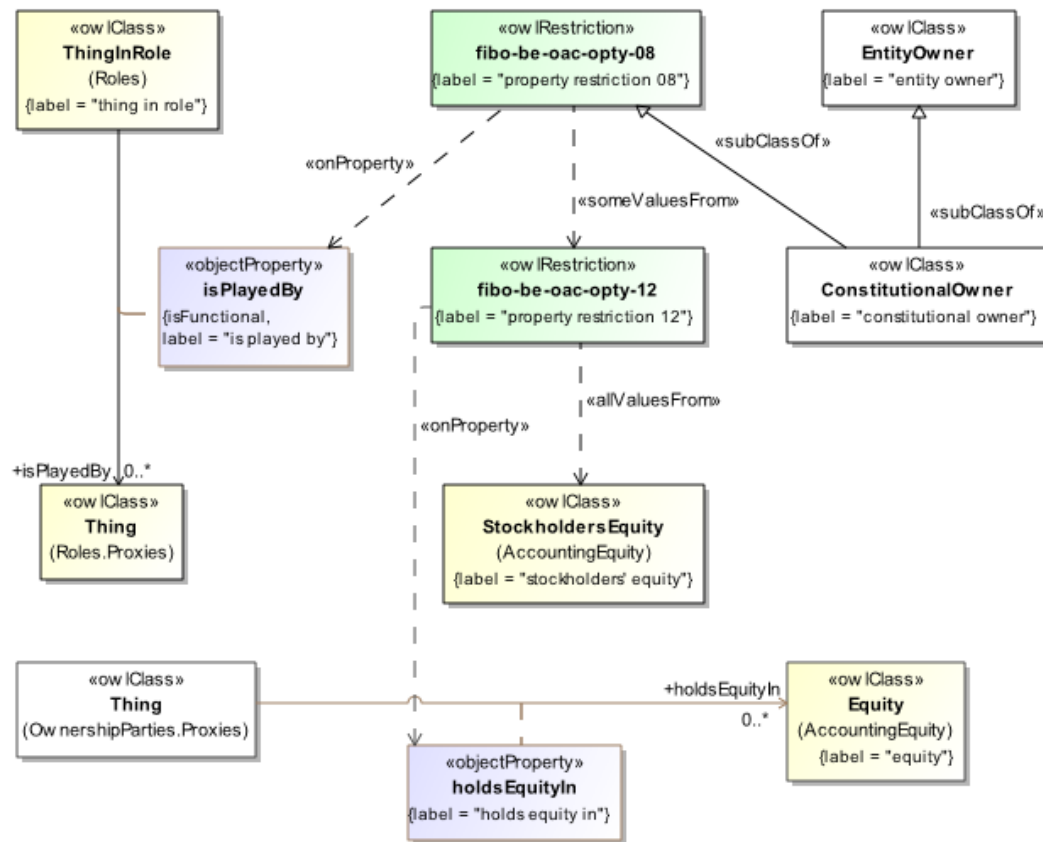 «owlClass»
ThingInRole
(Roles)
{label = "thing in role"}
«owlRestriction»
fibo-be-oac-opty-08
{label = "property restriction 08"}
«owlClass»
EntityOwner
{label = "entity owner"}
«subClassOf»
«onProperty»
«someValuesFrom»
«subClassOf»
«objectProperty»
isPlayedBy
{isFunctional,
label = "is played by"}
«owlRestriction»
fibo-be-oac-opty-12
{label = "property restriction 12"}
«owlClass»
ConstitutionalOwner
{label = "constitutional owner"}
«allValuesFrom»
«onProperty»
+isPlayedBy 0..*
«owlClass»
Thing
(Roles.Proxies)
«owlClass»
StockholdersEquity
(AccountingEquity)
{label = "stockholders' equity"}
«owlClass»
Thing
(OwnershipParties.Proxies)
+holdsEquityIn
0..*
«owlClass»
Equity
(AccountingEquity)
{label = "equity"}
«objectProperty»
holdsEquityIn
{label = "holds equity in"}